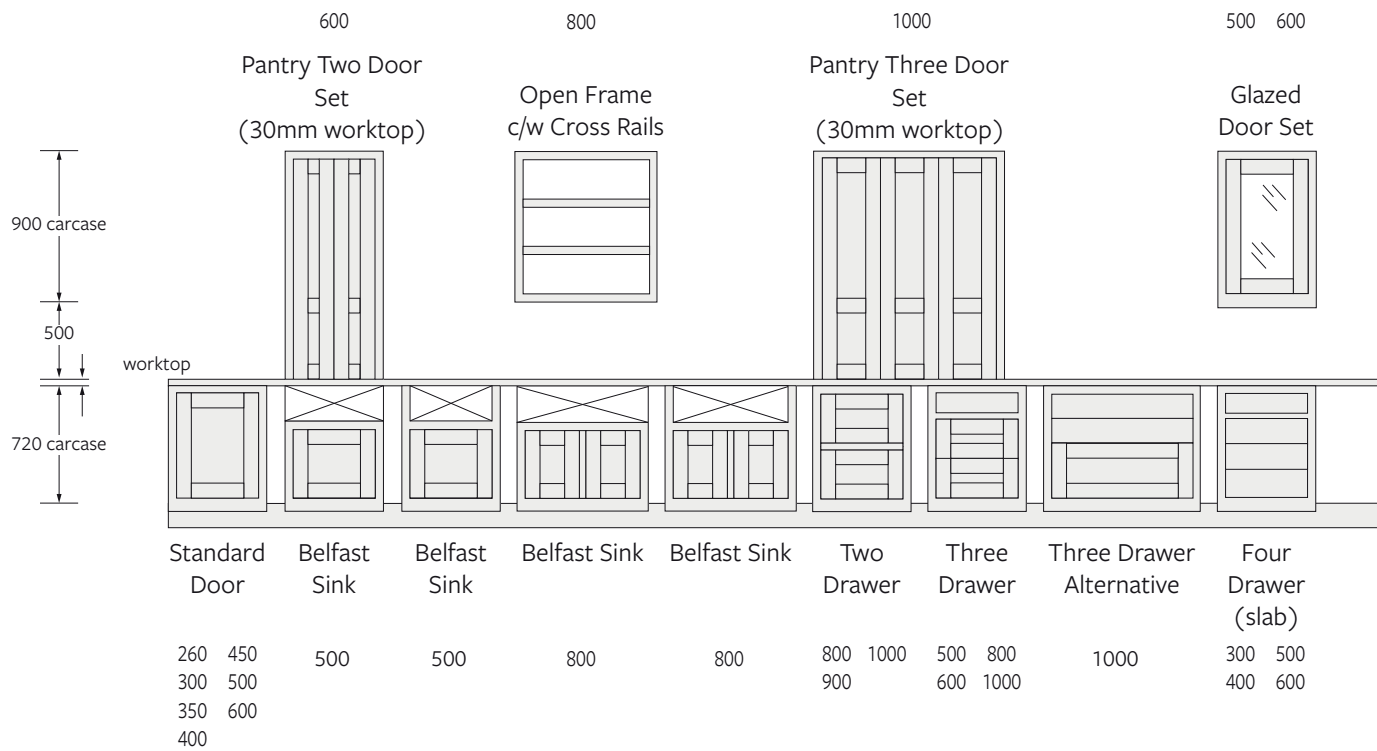 600
800
1000
500 600
Pantry Two Door
Set
(30mm worktop)
Open Frame
c/w Cross Rails
Pantry Three Door
Set
(30mm worktop)
Glazed
Door Set
900 carcase
500
worktop
720 carcase
Standard
Door
Belfast
Sink
Belfast
Sink
Belfast Sink
Belfast Sink
Two
Drawer
Three
Drawer
Three Drawer
Alternative
Four
Drawer
(slab)
260 450
300 500
350 600
400
500
500
800
800
800 1000
900
500 800
600 1000
1000
300 500
400 600